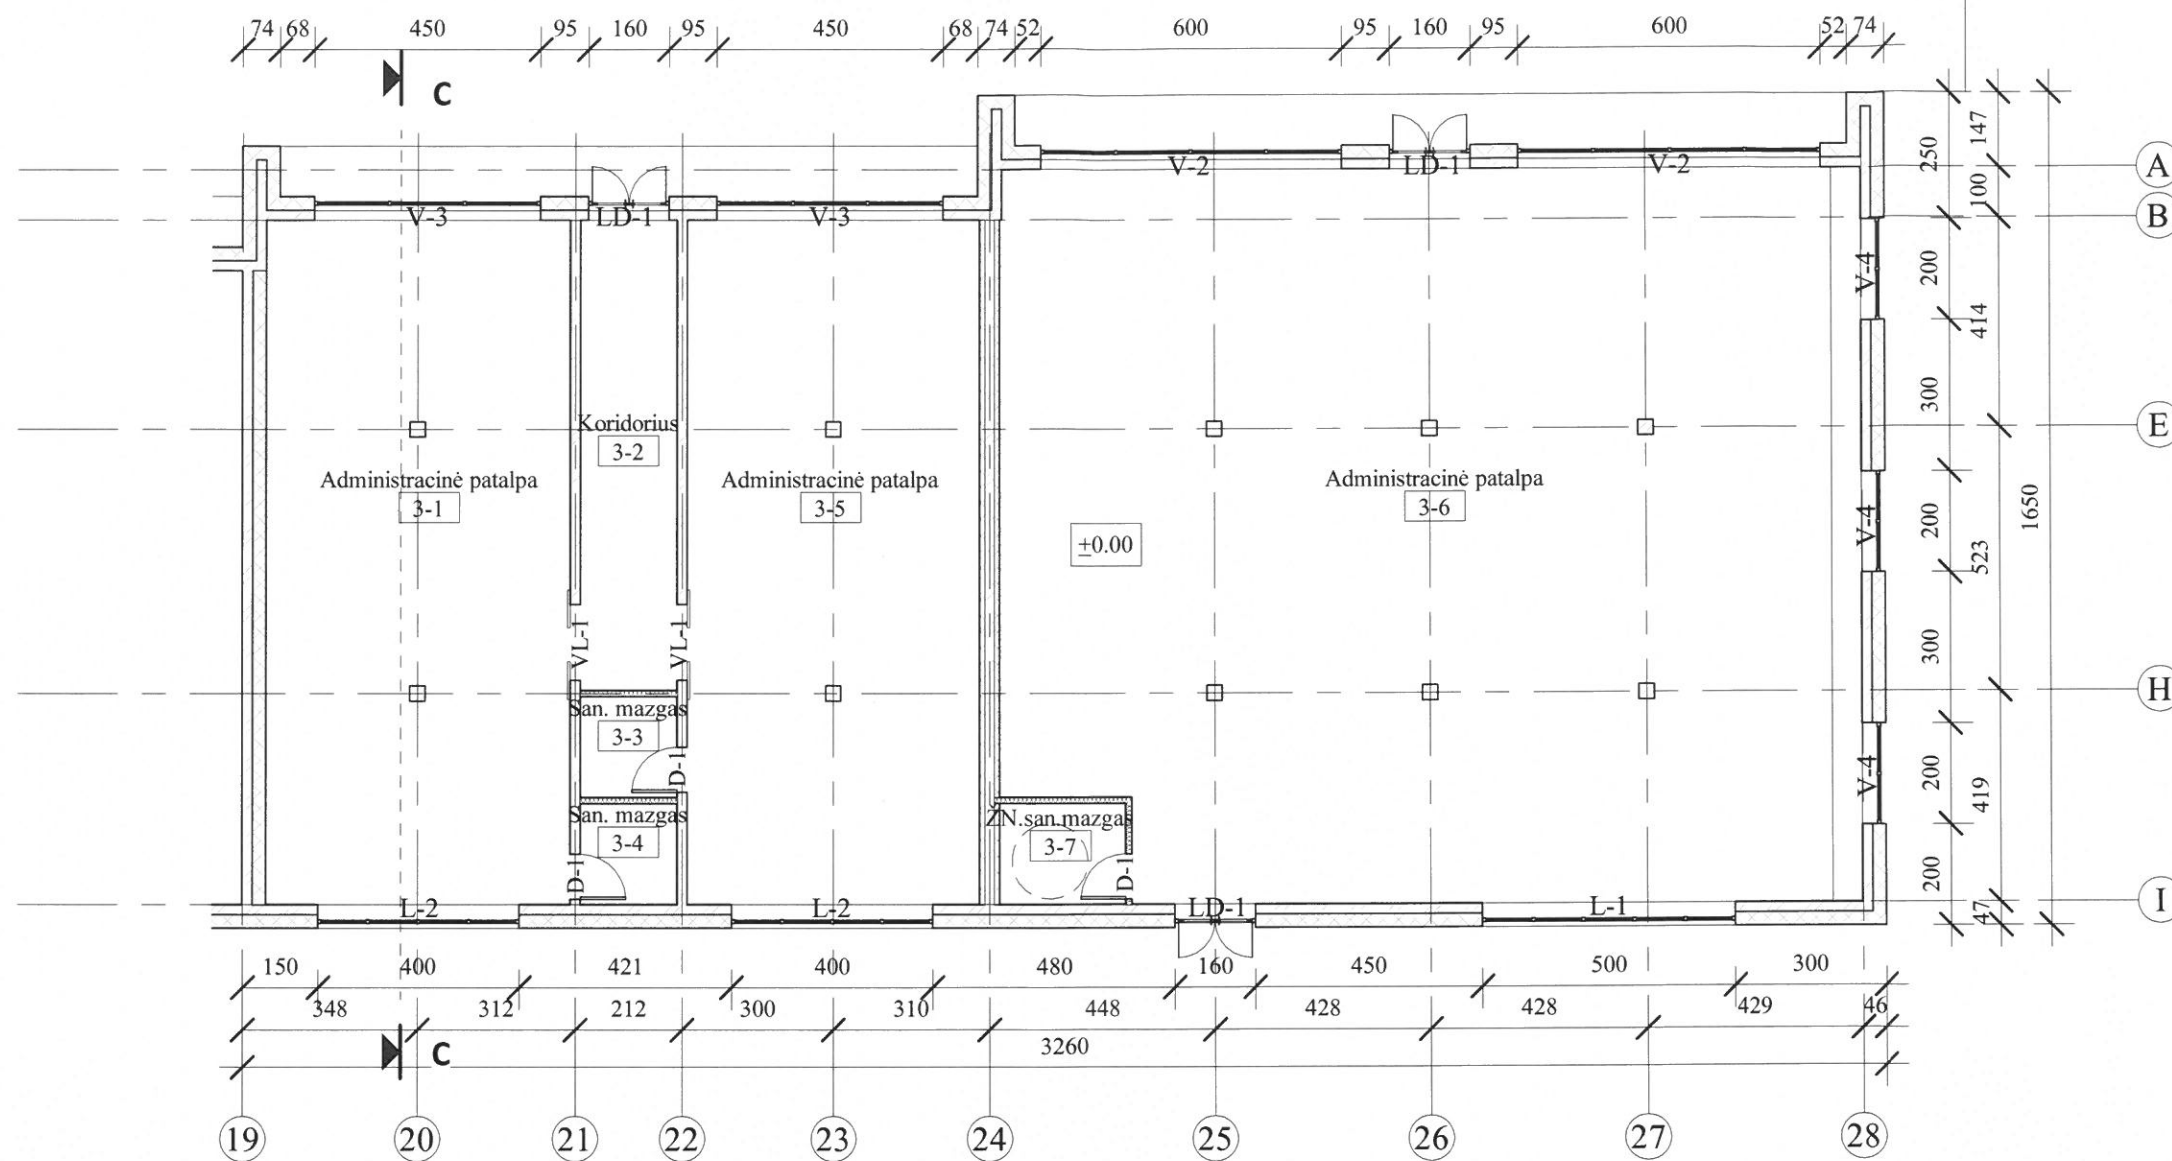 74 68 450 95 160 95 450 68 74 52 600 95 160 95 600 52 74
C
147
250
A
V-2 LD-1 V-2
100
V-3 LD-1 V-3
B
200
V-4
414
300
Koridorius
3-2
E
Administracinė patalpa Administracinė patalpa Administracinė patalpa
3-1 3-5 3-6
1650
200
V-4
±0.00
523
VL-1 VL-1
300
H
San. mazgas
3-3
D-1
200
V-4
419
San. mazgas ŽN.san.mazgas
3-4 3-7
D-1 D-1
200
L-2 L-2 LD-1 L-1
47
I
150 400 421 400 480 160 450 500 300
348 312 212 300 310 448 428 428 429 46
C
3260
19 20 21 22 23 24 25 26 27 28